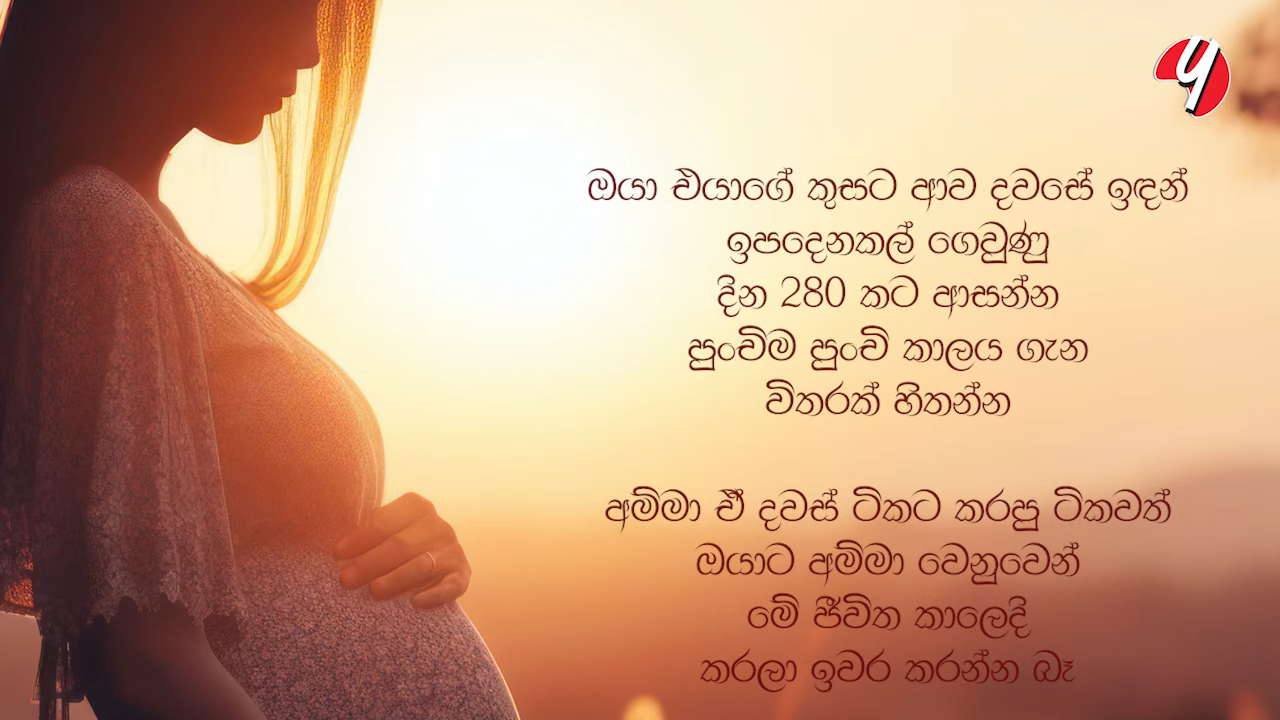 y
ඔයා එයාගේ කුසට ආව දවසේ ඉඳන්
ඉපදෙනකල් ගෙවුණු
දින 280 කට ආසන්න
පුංචිම පුංචි කාලය ගැන
විතරක් හිතන්න
අම්මා ඒ දවස් ටිකට කරපු ටිකවත්
ඔයාට අම්මා වෙනුවෙන්
මේ ජීවිත කාලෙදි
කරලා ඉවර කරන්න බෑ